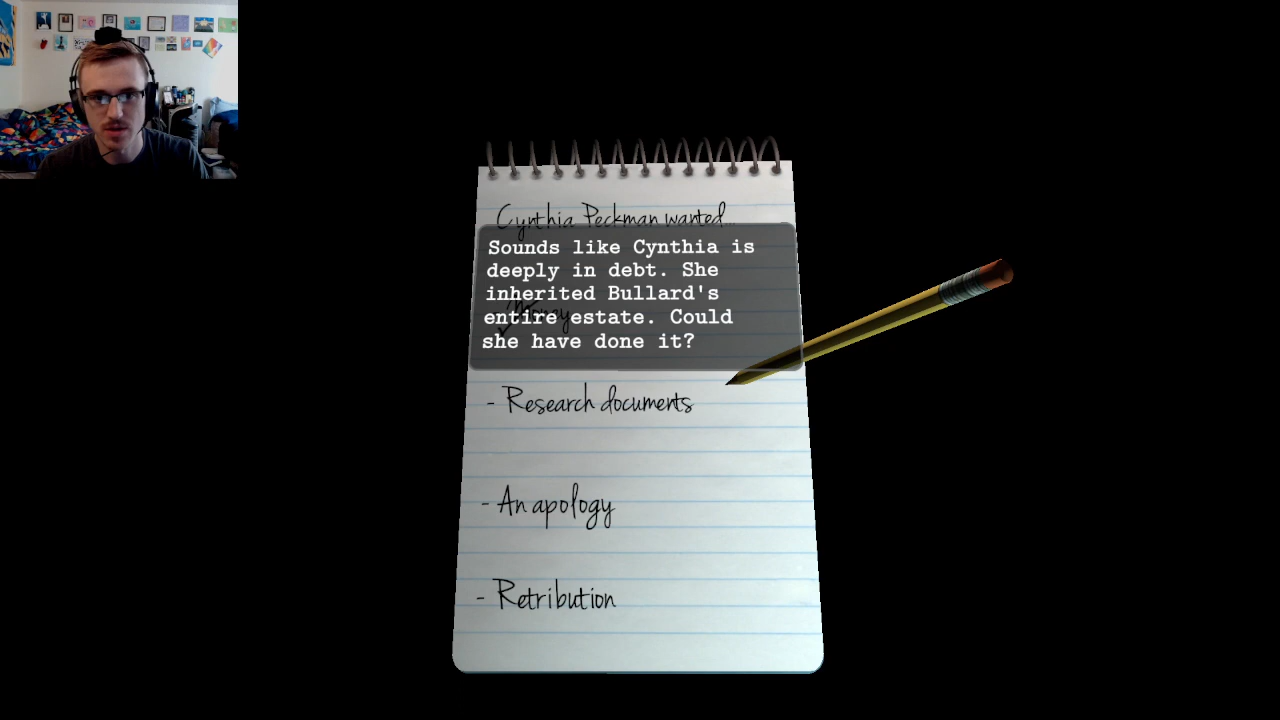 Cynthia Peckman wanted...
Sounds like Cynthia is
deeply in debt. She
inherited Bullard's
entire estate. Could
she have done it?
Money
- Research documents
- An apology
- Retribution